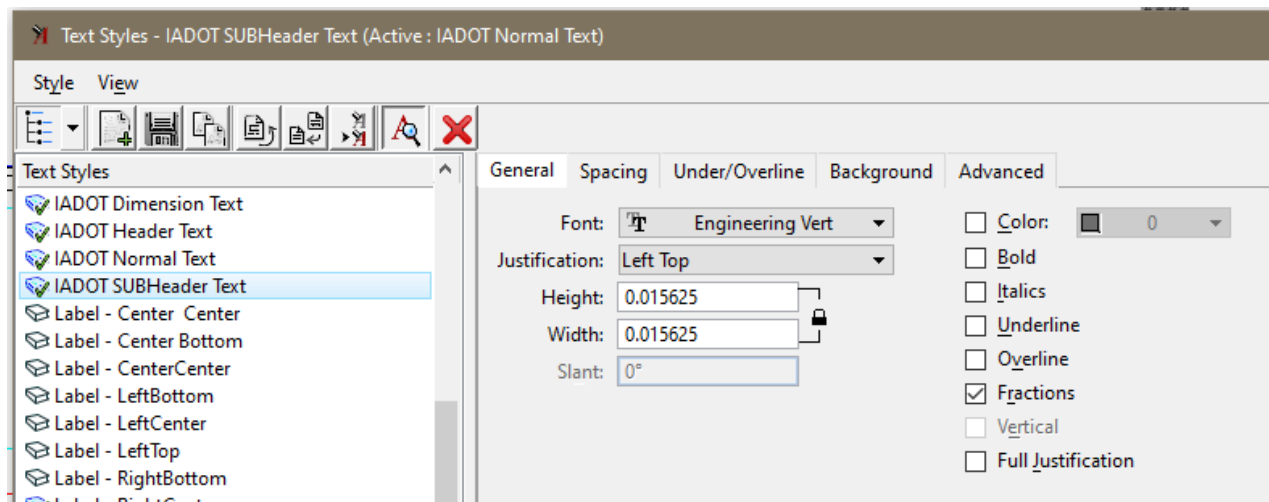 Text Styles - IADOT SUBHeader Text (Active : IADOT Normal Text)
Style View
Text Styles
IADOT Dimension Text
IADOT Header Text
IADOT Normal Text
IADOT SUBHeader Text
Label - Center  Center
Label - Center Bottom
Label - CenterCenter
Label - LeftBottom
Label - LeftCenter
Label - LeftTop
Label - RightBottom
General Spacing Under/Overline Background Advanced
Font: Engineering Vert
Justification: Left Top
Height: 0.015625
Width: 0.015625
Slant: 0°
Color: 0
Bold
Italics
Underline
Overline
Fractions
Vertical
Full Justification